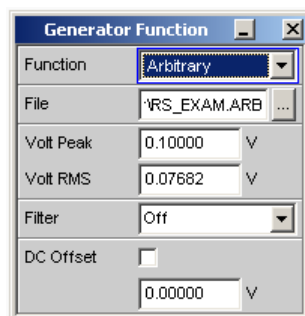 Generator Function
Function Arbitrary
File \RS_EXAM.ARB ...
Volt Peak 0.10000 V
Volt RMS 0.07682 V
Filter Off
DC Offset
0.00000 V